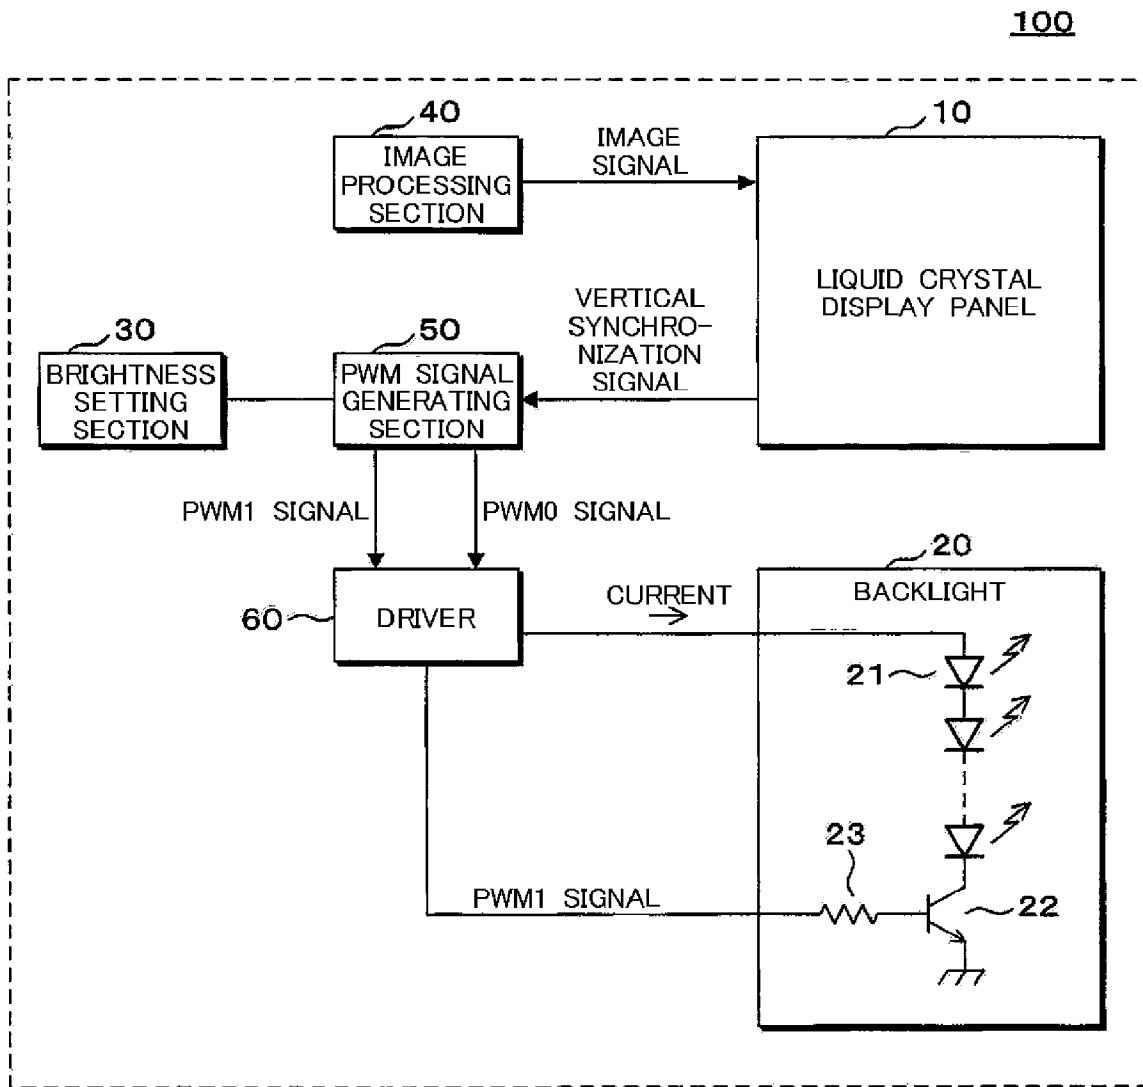 100
40
IMAGE
PROCESSING
SECTION
IMAGE
SIGNAL
10
LIQUID CRYSTAL
DISPLAY PANEL
30
BRIGHTNESS
SETTING
SECTION
50
PWM SIGNAL
GENERATING
SECTION
VERTICAL
SYNCHRO-
NIZATION
SIGNAL
PWM1 SIGNAL
PWM0 SIGNAL
60
DRIVER
CURRENT
20
BACKLIGHT
21
23
22
PWM1 SIGNAL